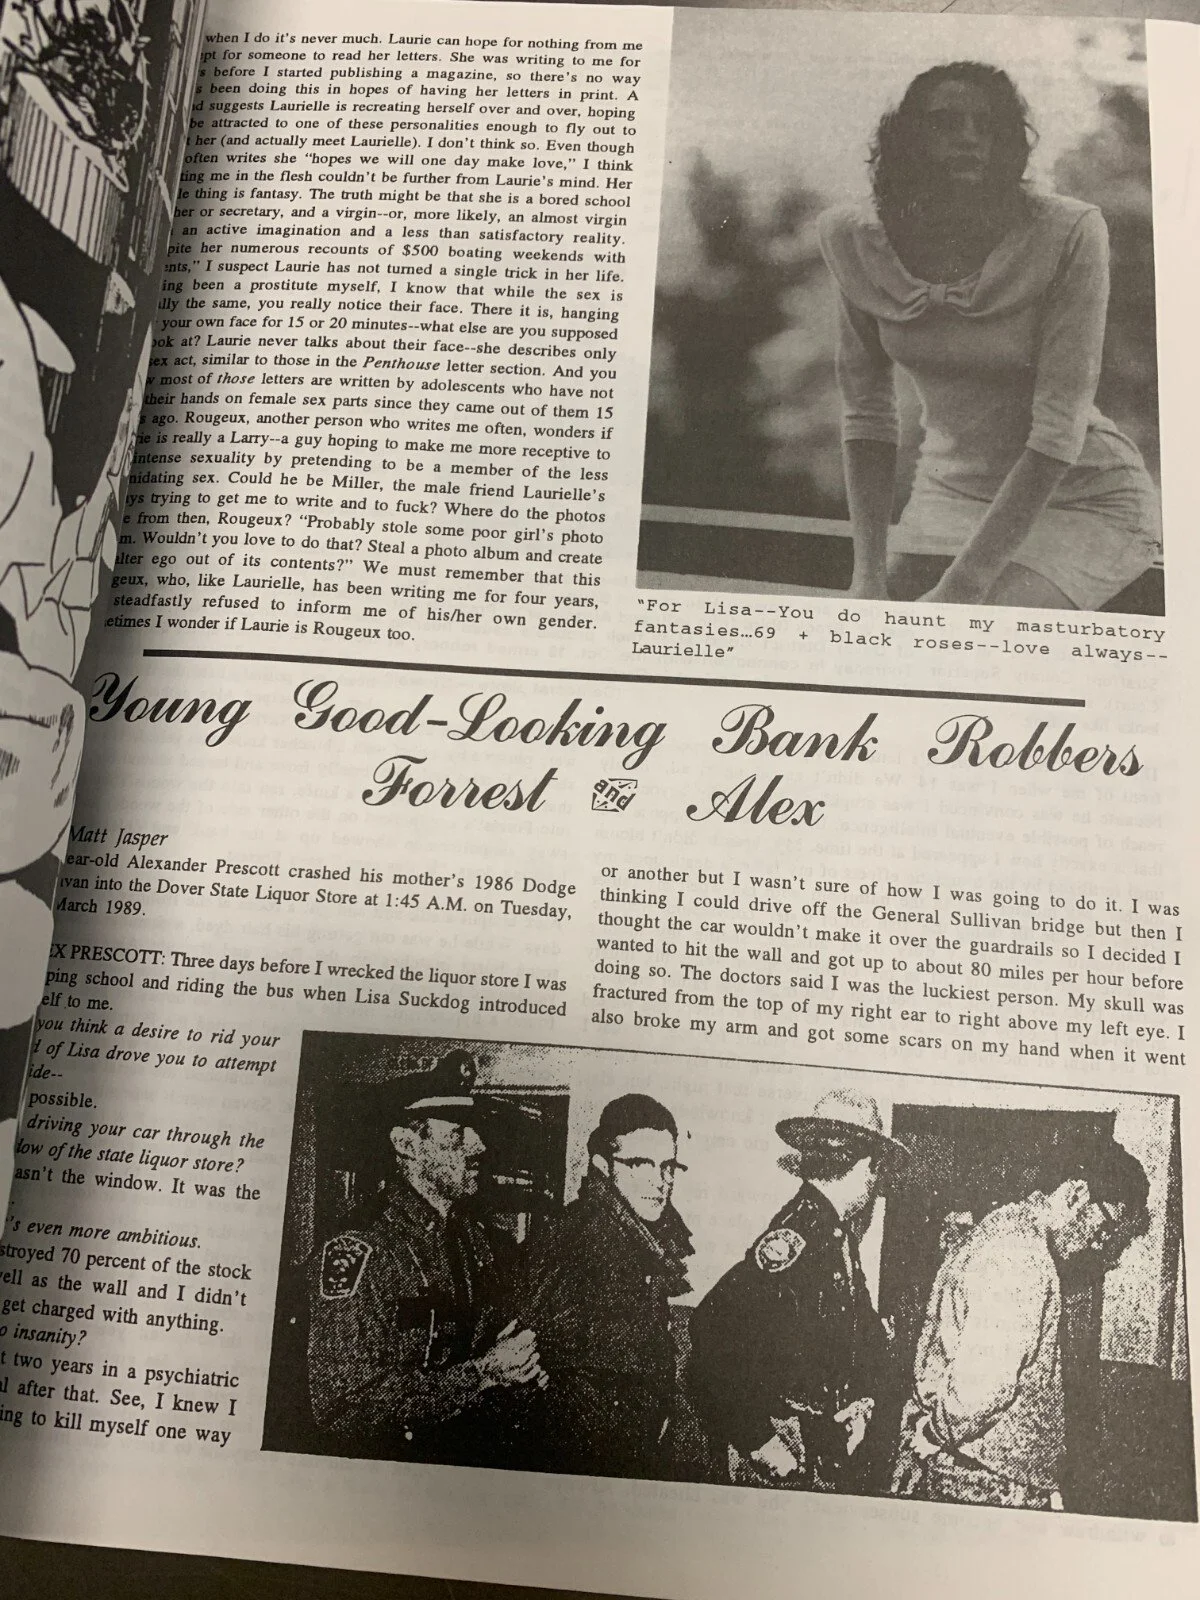 when I do it's never much. Laurie can hope for nothing from me
for someone to read her letters. She was writing to me for
before I started publishing a magazine, so there's no way
been doing this in hopes of having her letters in print. A
suggests Laurielle is recreating herself over and over, hoping
be attracted to one of these personalities enough to fly out to
her (and actually meet Laurielle). I don't think so. Even though
often writes she "hopes we will one day make love," I think
me in the flesh couldn't be further from Laurie's mind. Her
thing is fantasy. The truth might be that she is a bored school
or secretary, and a virgin--or, more likely, an almost virgin
an active imagination and a less than satisfactory reality.
her numerous recounts of $500 boating weekends with
I suspect Laurie has not turned a single trick in her life.
been a prostitute myself, I know that while the sex is
the same, you really notice their face. There it is, hanging
your own face for 15 or 20 minutes--what else are you supposed
at? Laurie never talks about their face--she describes only
sex act, similar to those in the Penthouse letter section. And you
most of those letters are written by adolescents who have not
their hands on female sex parts since they came out of them 15
ago. Rougeux, another person who writes me often, wonders if
is really a Larry--a guy hoping to make me more receptive to
intense sexuality by pretending to be a member of the less
sex. Could he be Miller, the male friend Laurielle's
trying to get me to write and to fuck? Where do the photos
from then, Rougeux? "Probably stole some poor girl's photo
Wouldn't you love to do that? Steal a photo album and create
alter ego out of its contents?" We must remember that this
who, like Laurielle, has been writing me for four years,
steadfastly refused to inform me of his/her own gender.
I wonder if Laurie is Rougeux too.
"For Lisa--You do haunt my masturbatory
fantasies…69 + black roses--love always--
Laurielle"
Young Good-Looking Bank Robbers
Forrest and Alex
Matt Jasper
Alexander Prescott crashed his mother's 1986 Dodge
into the Dover State Liquor Store at 1:45 A.M. on Tuesday,
March 1989.
PRESCOTT: Three days before I wrecked the liquor store I was
school and riding the bus when Lisa Suckdog introduced
to me.
you think a desire to rid your
of Lisa drove you to attempt
possible.
driving your car through the
of the state liquor store?
the window. It was the
even more ambitious.
70 percent of the stock
as the wall and I didn't
get charged with anything.
insanity?
two years in a psychiatric
after that. See, I knew I
to kill myself one way
or another but I wasn't sure of how I was going to do it. I was
thinking I could drive off the General Sullivan bridge but then I
thought the car wouldn't make it over the guardrails so I decided I
wanted to hit the wall and got up to about 80 miles per hour before
doing so. The doctors said I was the luckiest person. My skull was
fractured from the top of my right ear to right above my left eye. I
also broke my arm and got some scars on my hand when it went